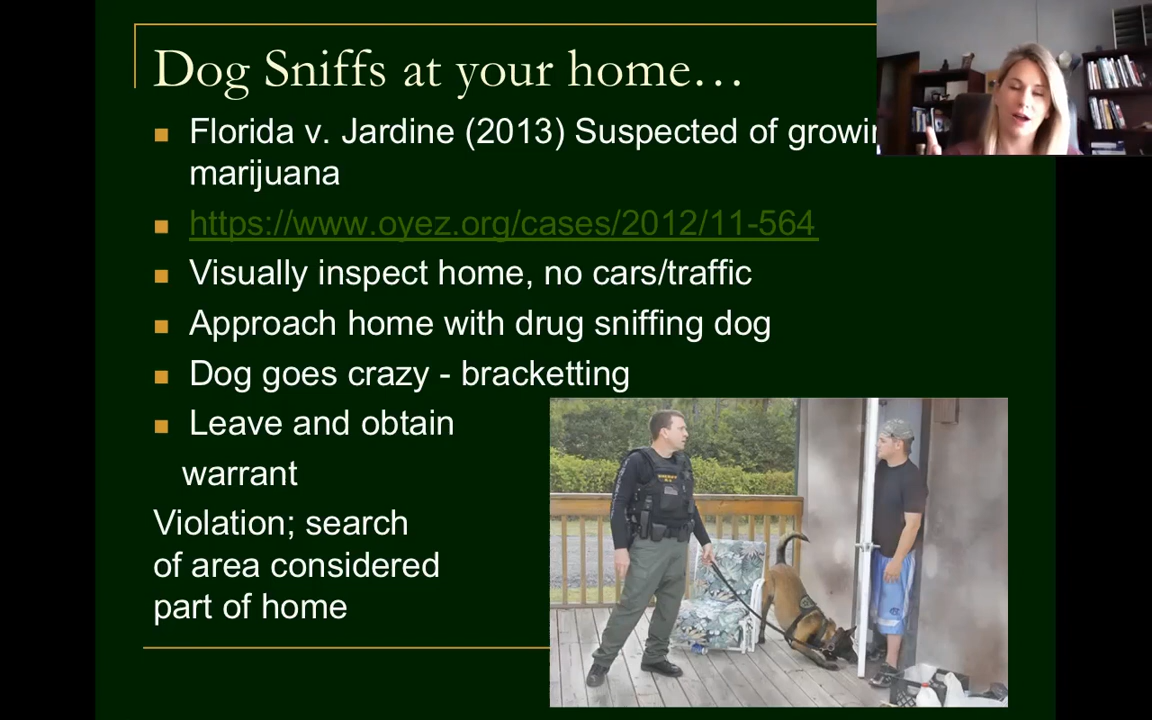 Dog Sniffs at your home…
Florida v. Jardine (2013) Suspected of
marijuana
https://www.oyez.org/cases/2012/11-564
Visually inspect home, no cars/traffic
Approach home with drug sniffing dog
Dog goes crazy - bracketting
Leave and obtain
warrant
Violation; search
of area considered
part of home